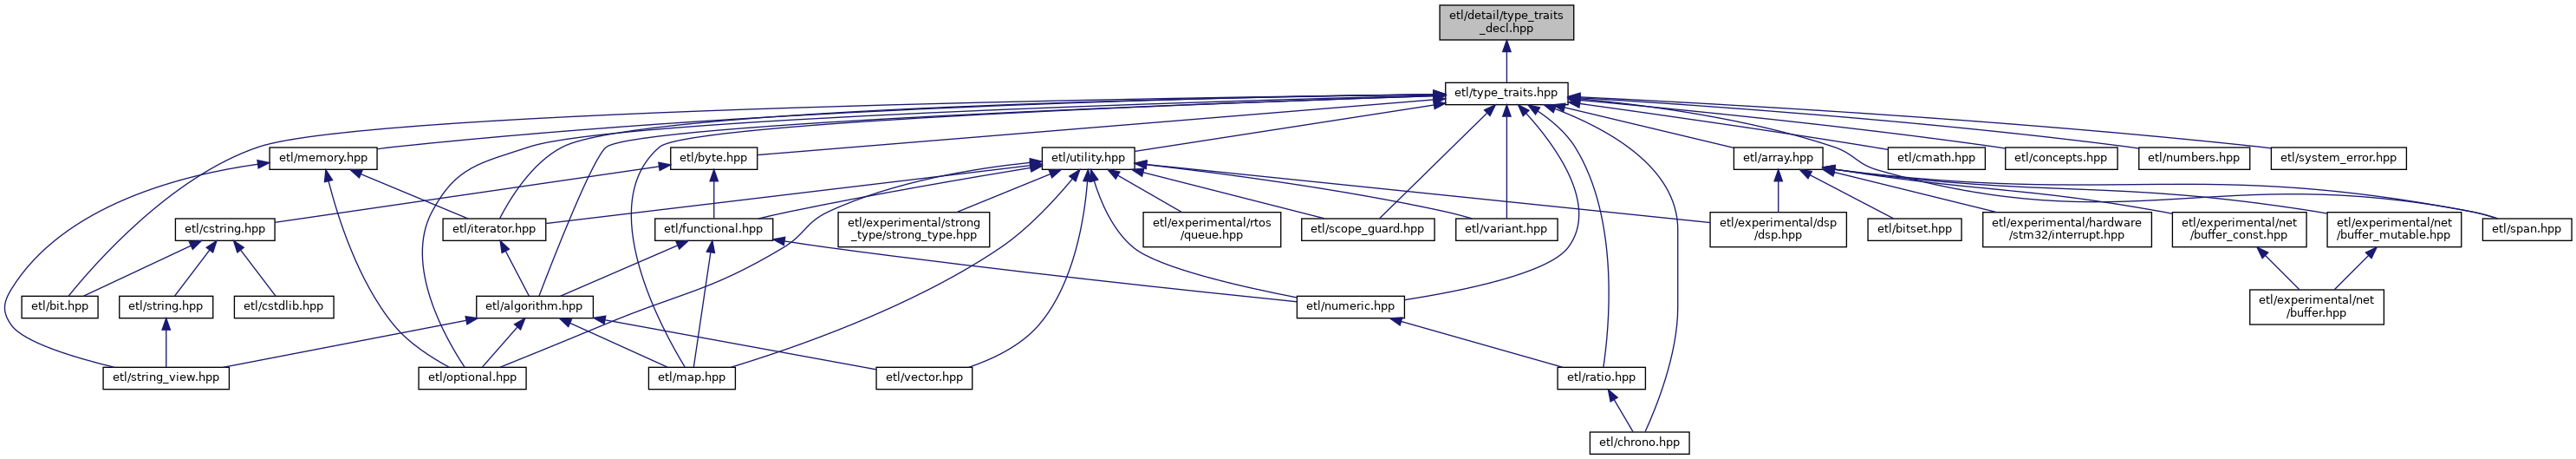 etl/detail/type_traits
_decl.hpp
etl/type_traits.hpp
etl/memory.hpp
etl/byte.hpp
etl/utility.hpp
etl/array.hpp
etl/cmath.hpp
etl/concepts.hpp
etl/numbers.hpp
etl/system_error.hpp
etl/cstring.hpp
etl/iterator.hpp
etl/functional.hpp
etl/experimental/strong
_type/strong_type.hpp
etl/experimental/rtos
/queue.hpp
etl/scope_guard.hpp
etl/variant.hpp
etl/experimental/dsp
/dsp.hpp
etl/bitset.hpp
etl/experimental/hardware
/stm32/interrupt.hpp
etl/experimental/net
/buffer_const.hpp
etl/experimental/net
/buffer_mutable.hpp
etl/span.hpp
etl/bit.hpp
etl/string.hpp
etl/cstdlib.hpp
etl/algorithm.hpp
etl/numeric.hpp
etl/experimental/net
/buffer.hpp
etl/string_view.hpp
etl/optional.hpp
etl/map.hpp
etl/vector.hpp
etl/ratio.hpp
etl/chrono.hpp